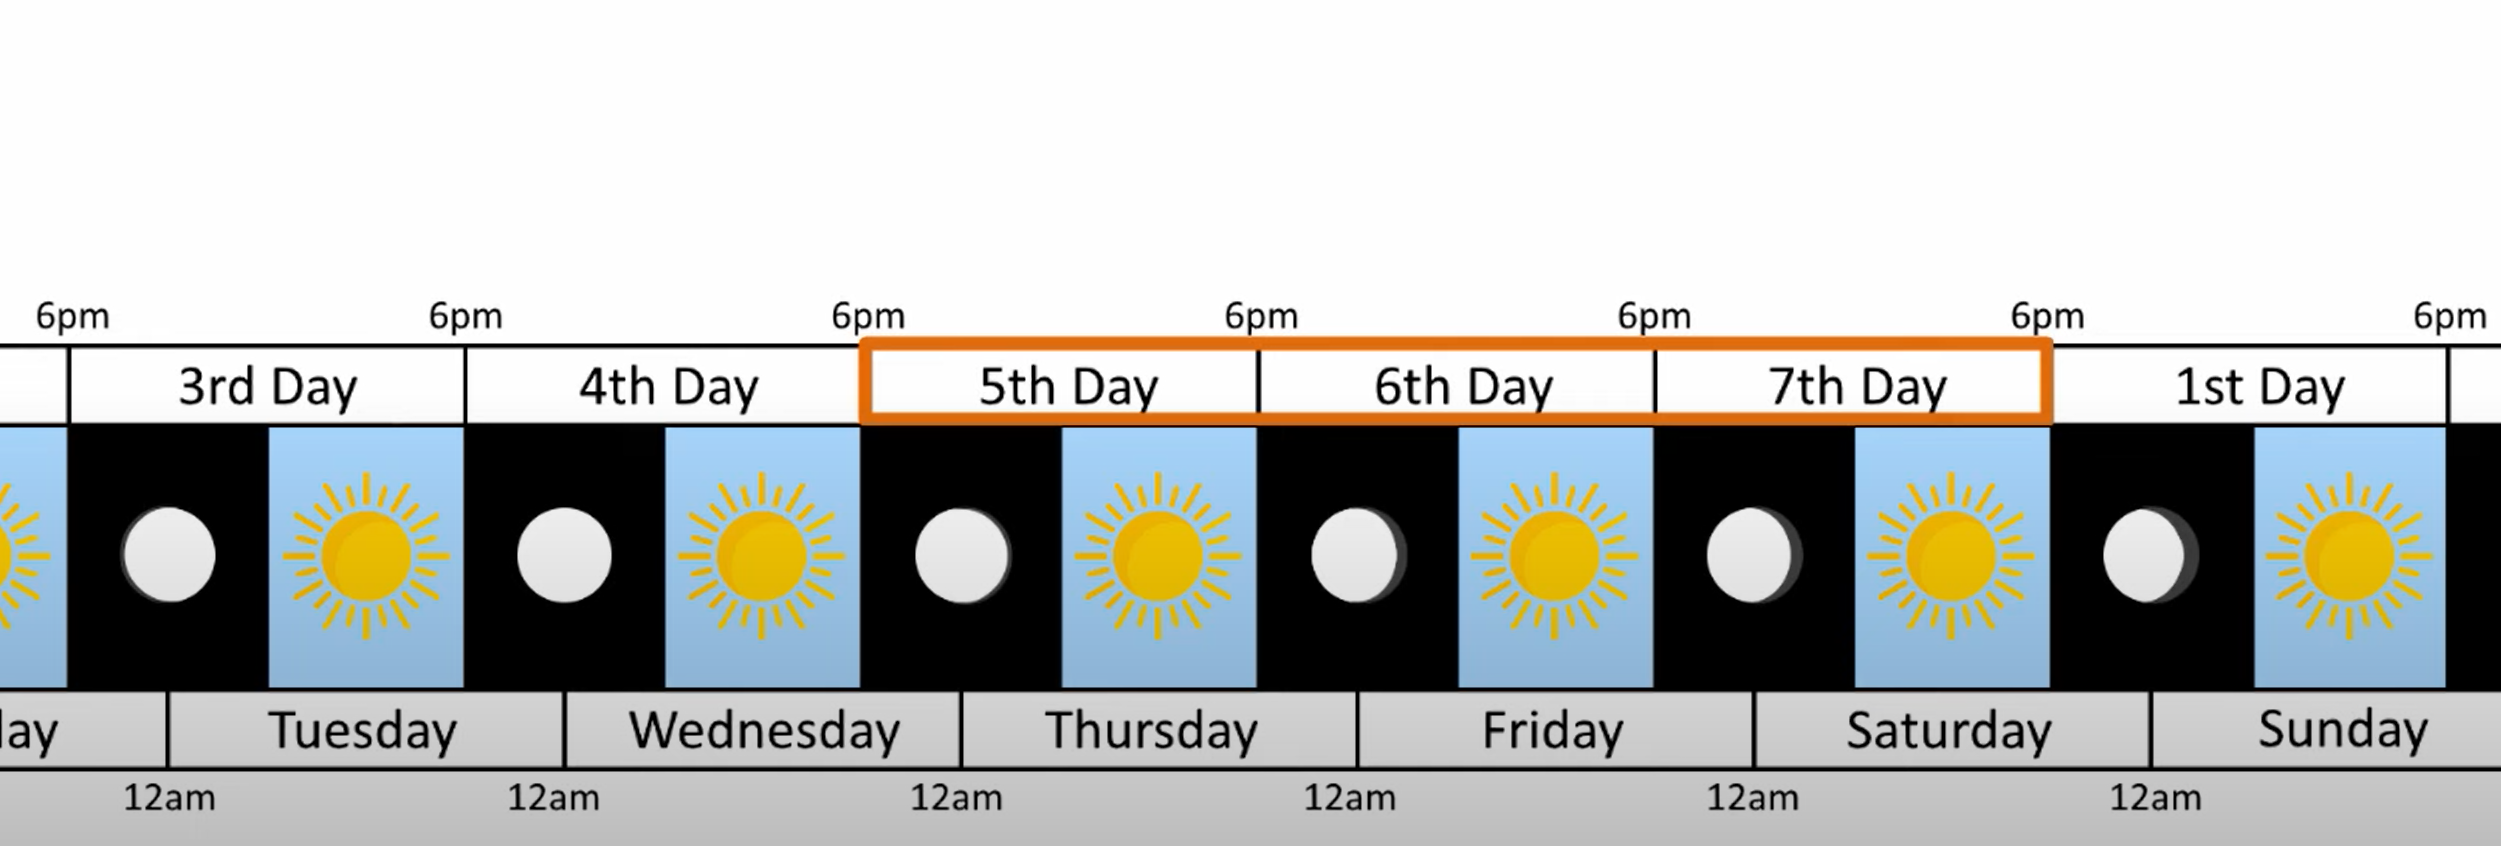 6pm 6pm 6pm 6pm 6pm 6pm 6pm
3rd Day 4th Day 5th Day 6th Day 7th Day 1st Day
lay Tuesday Wednesday Thursday Friday Saturday Sunday
12am 12am 12am 12am 12am 12am